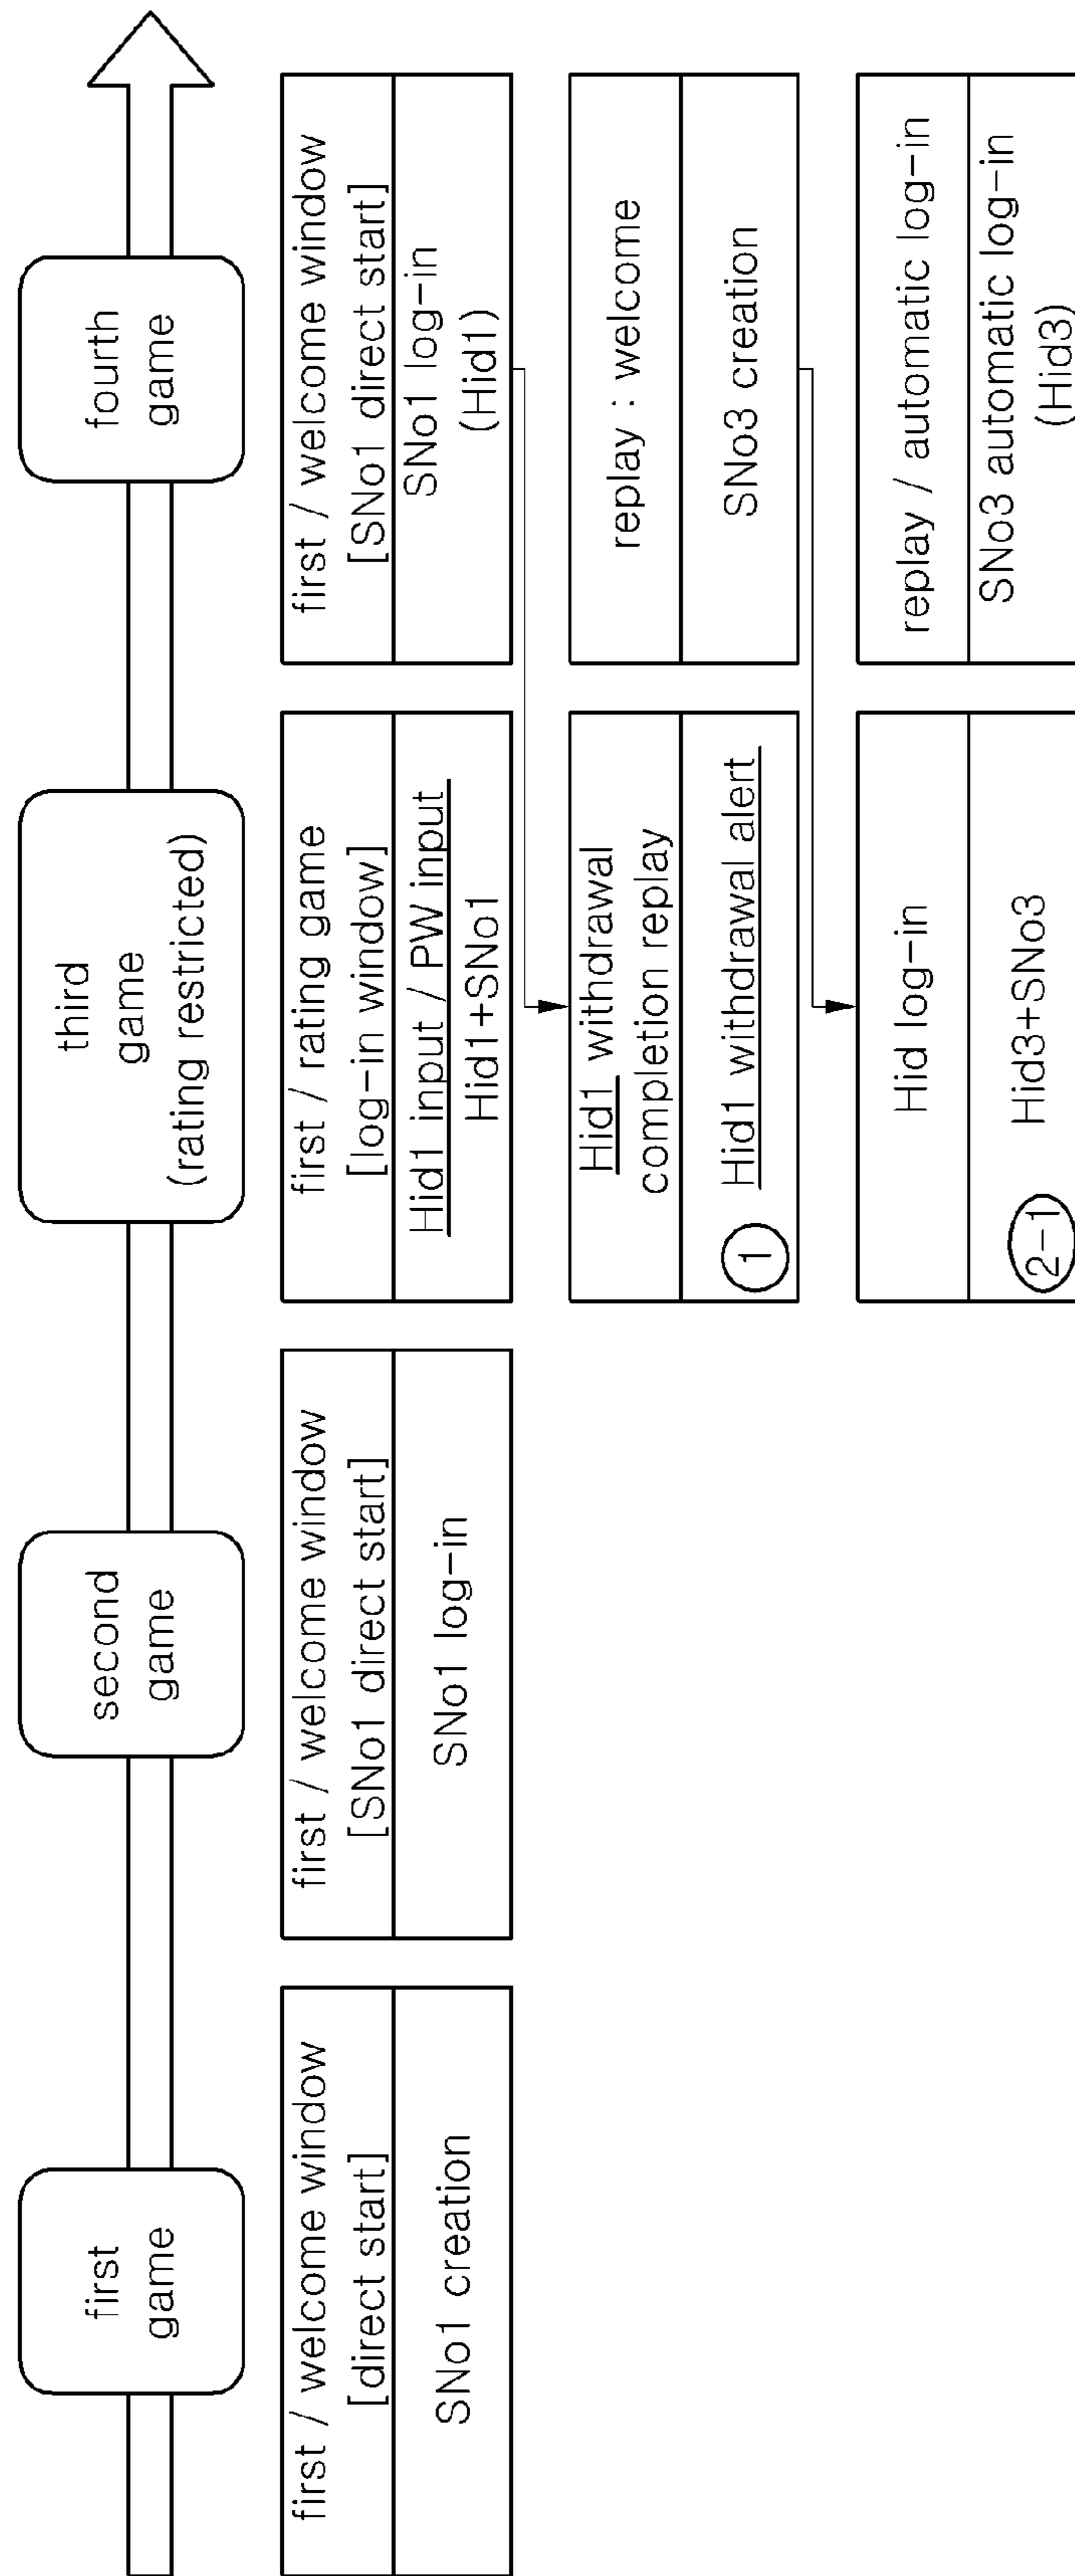 first
game
second
game
third
game
(rating restricted)
fourth
game
first / welcome window
[direct start]
SNo1 creation
first / welcome window
[SNo1 direct start]
SNo1 log-in
first / rating game
[log-in window]
Hid1 input / PW input
Hid1+SNo1
first / welcome window
[SNo1 direct start]
SNo1 log-in
(Hid1)
Hid1 withdrawal
completion replay
1
Hid1 withdrawal alert
replay : welcome
SNo3 creation
Hid log-in
2-1
Hid3+SNo3
replay / automatic log-in
SNo3 automatic log-in
(Hid3)